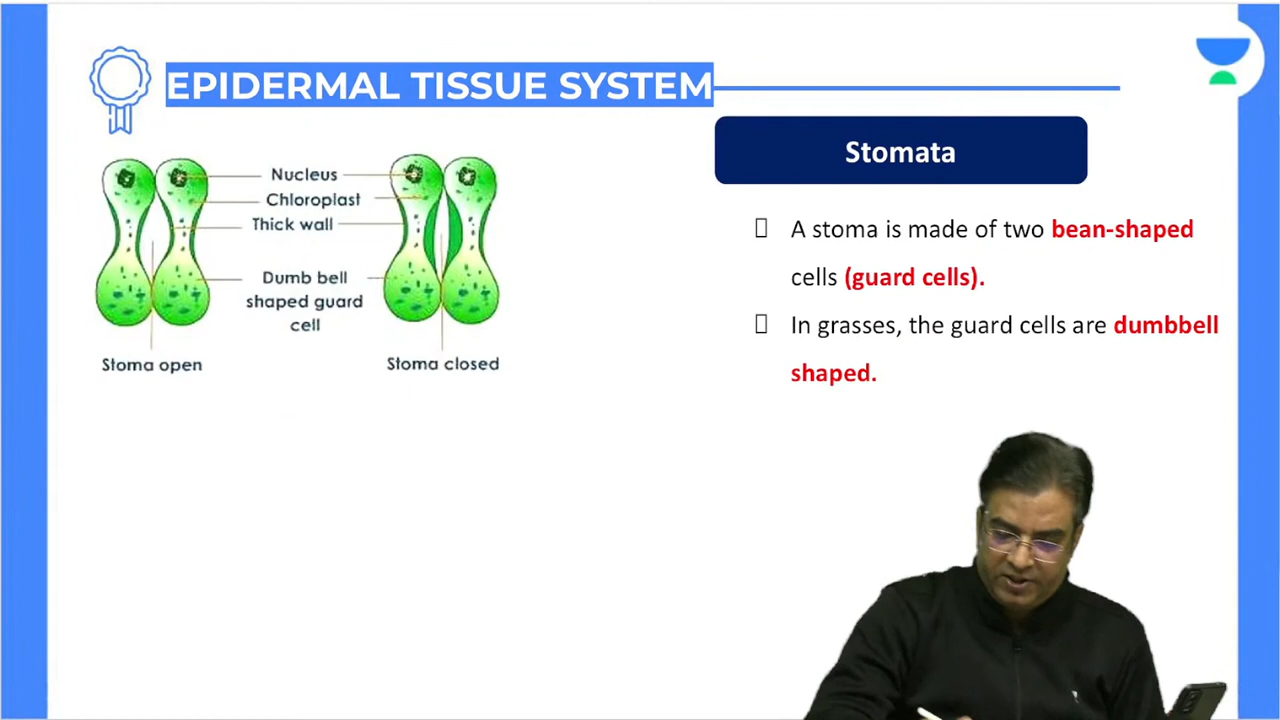 EPIDERMAL TISSUE SYSTEM
Stomata
Nucleus
Chloroplast
Thick wall
Dumb bell
shaped guard
cell
Stoma open
Stoma closed
A stoma is made of two bean-shaped
cells (guard cells).
In grasses, the guard cells are dumbbell
shaped.